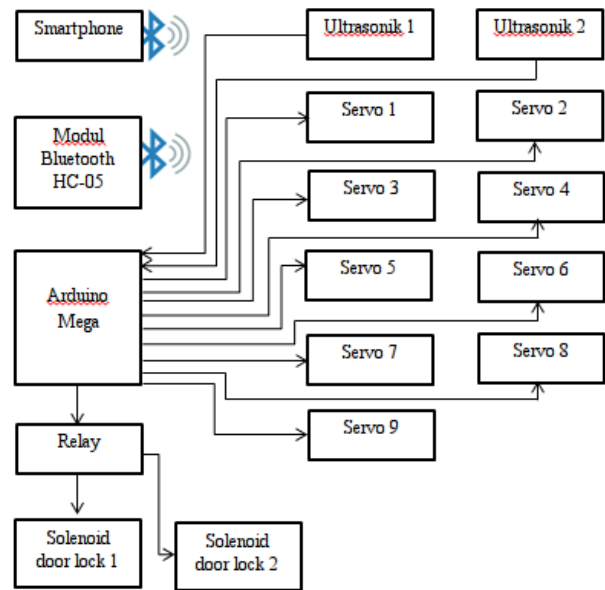 Smartphone
Ultrasonik 1
Ultrasonik 2
Servo 1
Servo 2
Modul
Bluetooth
HC-05
Servo 3
Servo 4
Arduino
Mega
Servo 5
Servo 6
Servo 7
Servo 8
Servo 9
Relay
Solenoid
door lock 1
Solenoid
door lock 2